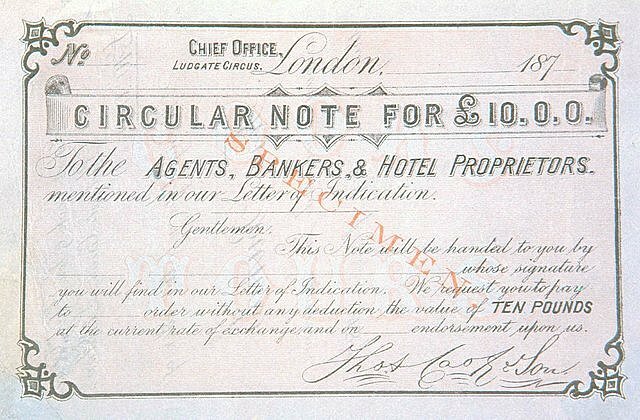 No. CHIEF OFFICE, LUDGATE CIRCUS. London, 187
CIRCULAR NOTE FOR £10.0.0.
To the AGENTS, BANKERS, & HOTEL PROPRIETORS.
mentioned in our Letter of Indication.
SPECIMEN.
Gentlemen.
This Note will be handed to you by
whose signature
you will find in our Letter of Indication. We request you to pay
to order without any deduction the value of TEN POUNDS
at the current rate of exchange, and on endorsement upon us.
Thos Cook & Son.